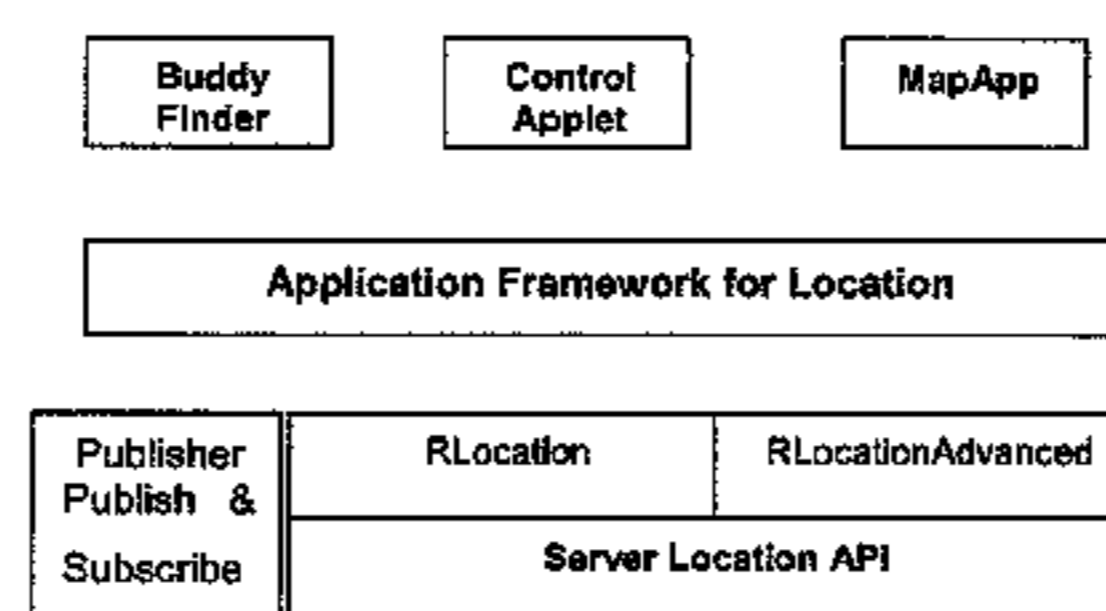 Buddy
Finder
Control
Applet
MapApp
Application Framework for Location
Publisher
Publish &
Subscribe
RLocation
RLocationAdvanced
Server Location API